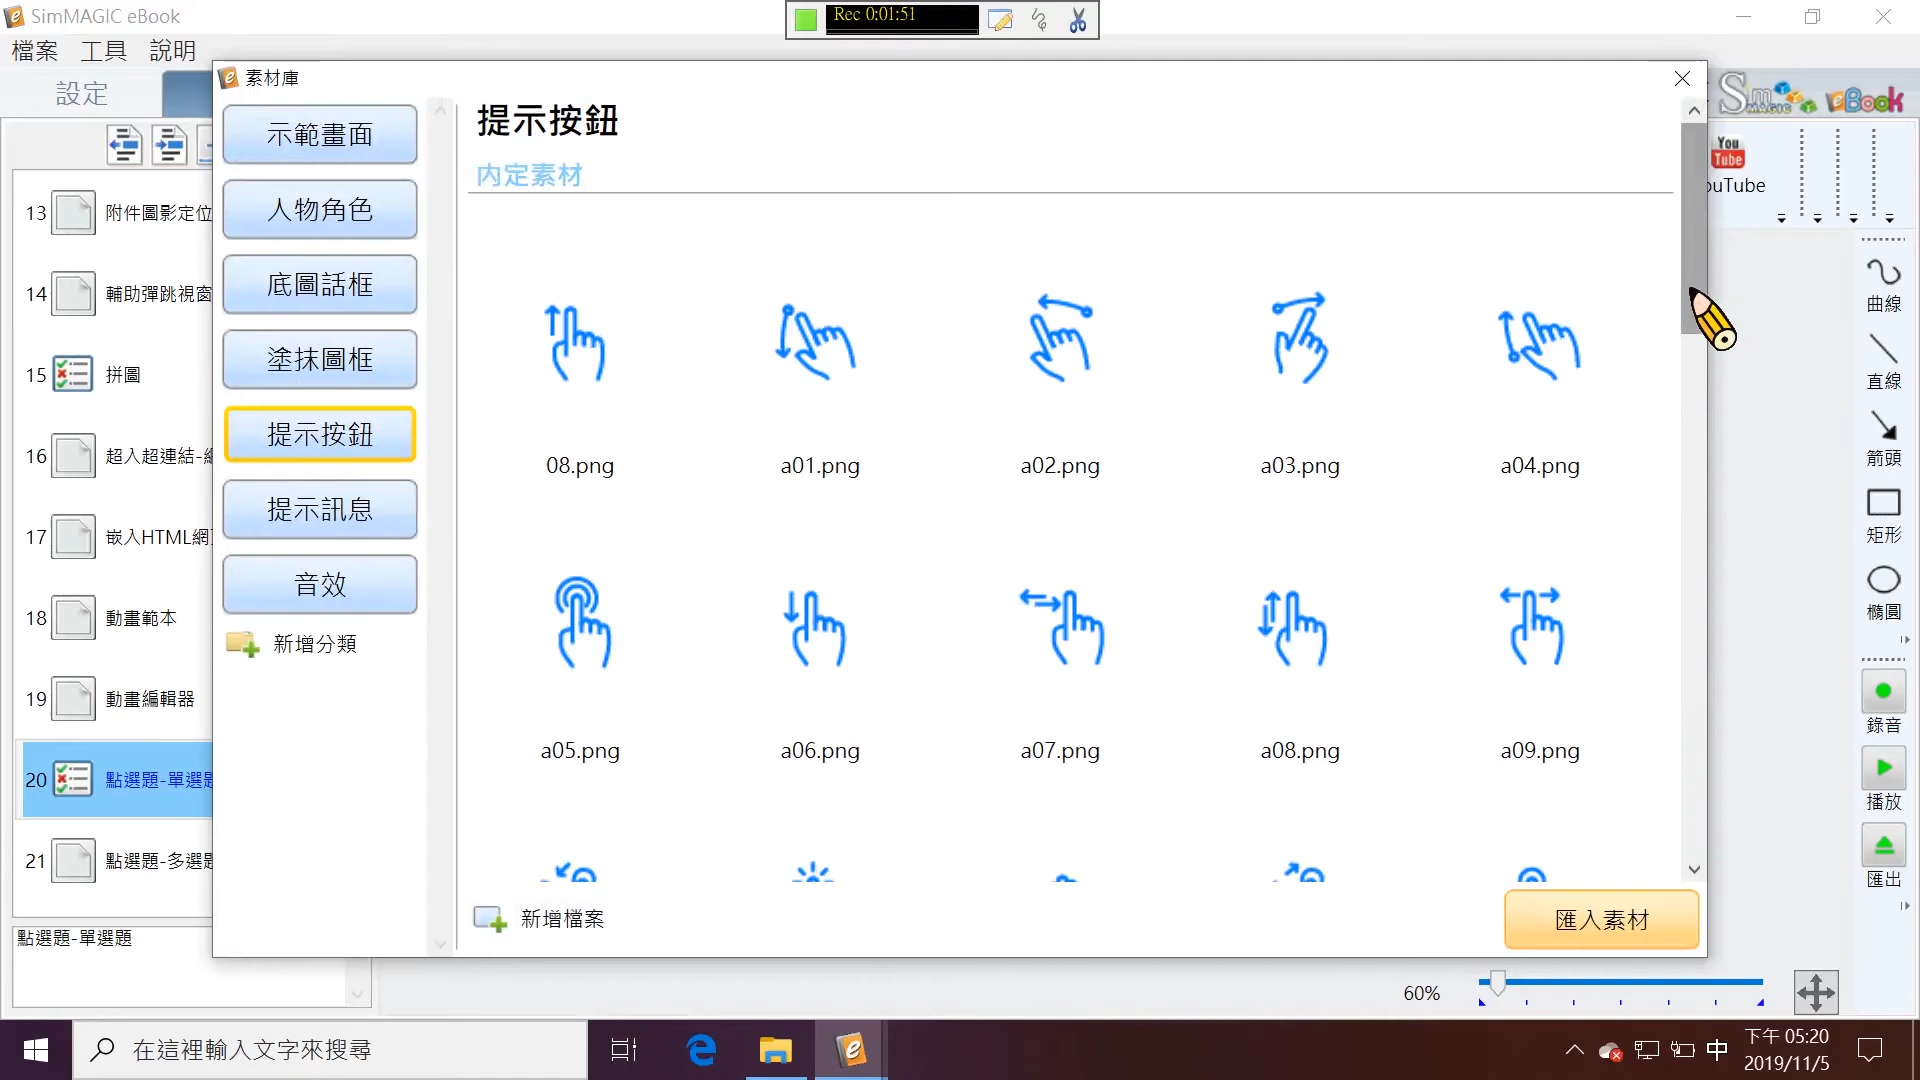 SimMAGIC eBook
Rec 0:01:51
檔案 工具 說明
設定
素材庫
SimMAGIC eBook
示範畫面
人物角色
底圖話框
塗抹圖框
提示按鈕
提示訊息
音效
新增分類
提示按鈕
內定素材
08.png a01.png a02.png a03.png a04.png
a05.png a06.png a07.png a08.png a09.png
新增檔案
匯入素材
13 附件圖影定位
14 輔助彈跳視窗
15 拼圖
16 超入超連結-
17 嵌入HTML網
18 動畫範本
19 動畫編輯器
20 點選題-單選題
21 點選題-多選題
點選題-單選題
You
Tube
ouTube
曲線
直線
箭頭
矩形
橢圓
錄音
播放
匯出
60%
在這裡輸入文字來搜尋
中
下午 05:20
2019/11/5